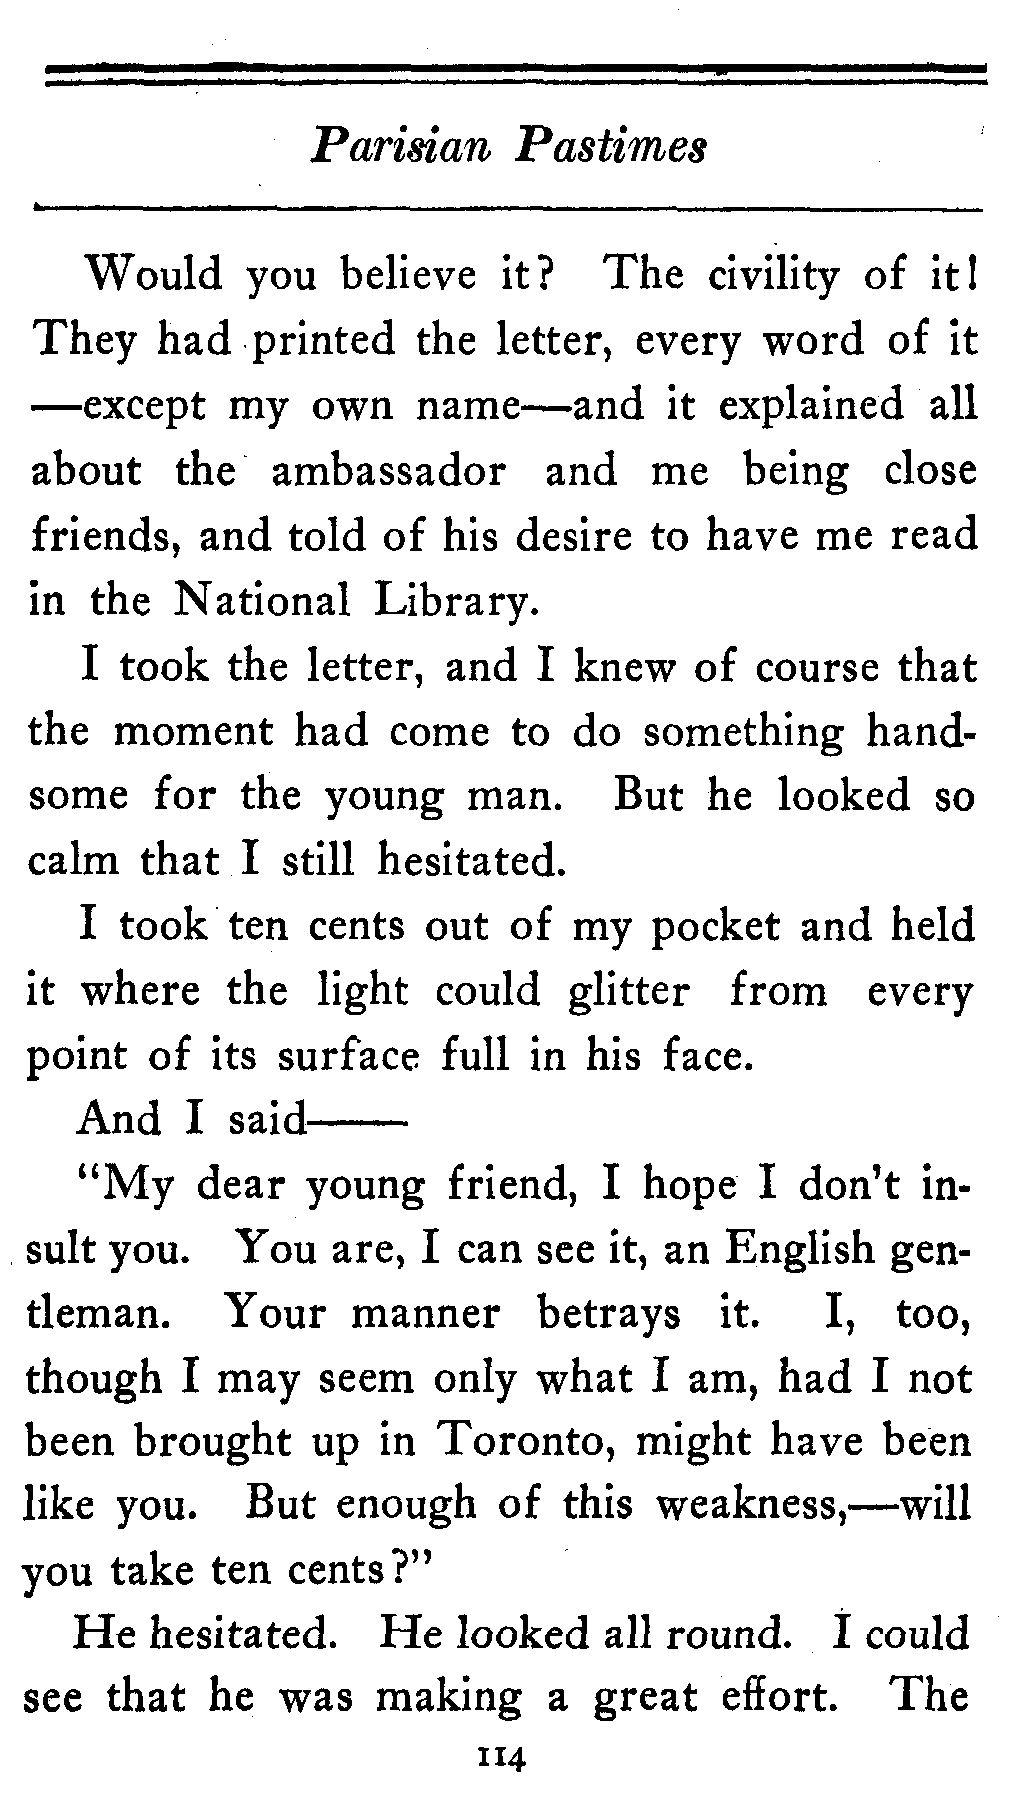 Parisian Pastimes
Would you believe it? The civility of it!
They had printed the letter, every word of it
—except my own name—and it explained all
about the ambassador and me being close
friends, and told of his desire to have me read
in the National Library.
I took the letter, and I knew of course that
the moment had come to do something hand-
some for the young man. But he looked so
calm that I still hesitated.
I took ten cents out of my pocket and held
it where the light could glitter from every
point of its surface full in his face.
And I said——
"My dear young friend, I hope I don't in-
sult you. You are, I can see it, an English gen-
tleman. Your manner betrays it. I, too,
though I may seem only what I am, had I not
been brought up in Toronto, might have been
like you. But enough of this weakness,—will
you take ten cents?"
He hesitated. He looked all round. I could
see that he was making a great effort. The
114